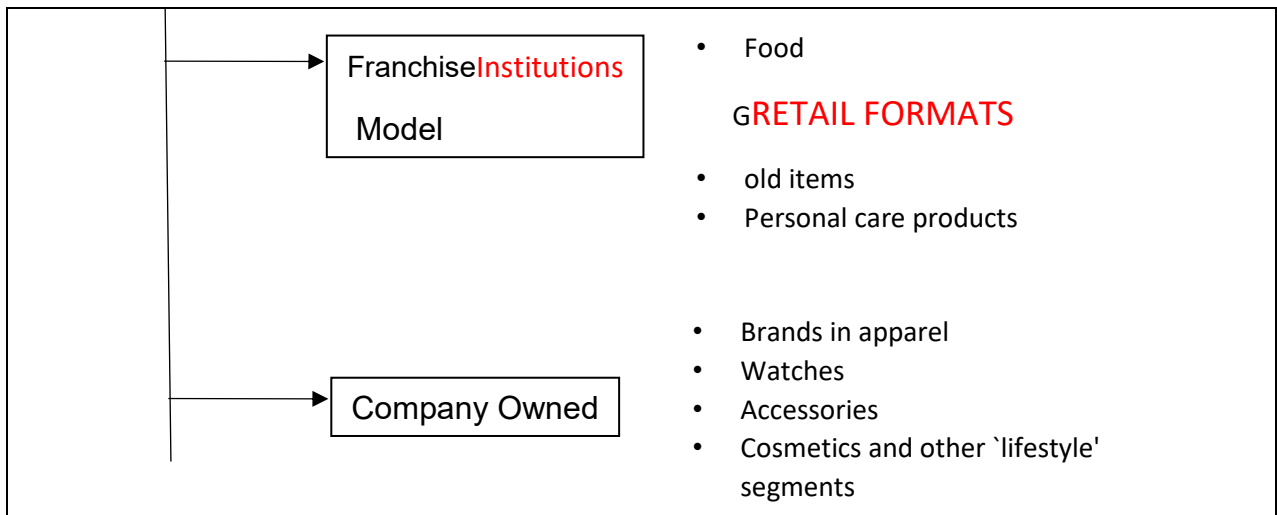 FranchiseInstitutions
Model
• Food
GRETAIL FORMATS
• old items
• Personal care products
Company Owned
• Brands in apparel
• Watches
• Accessories
• Cosmetics and other `lifestyle'
segments